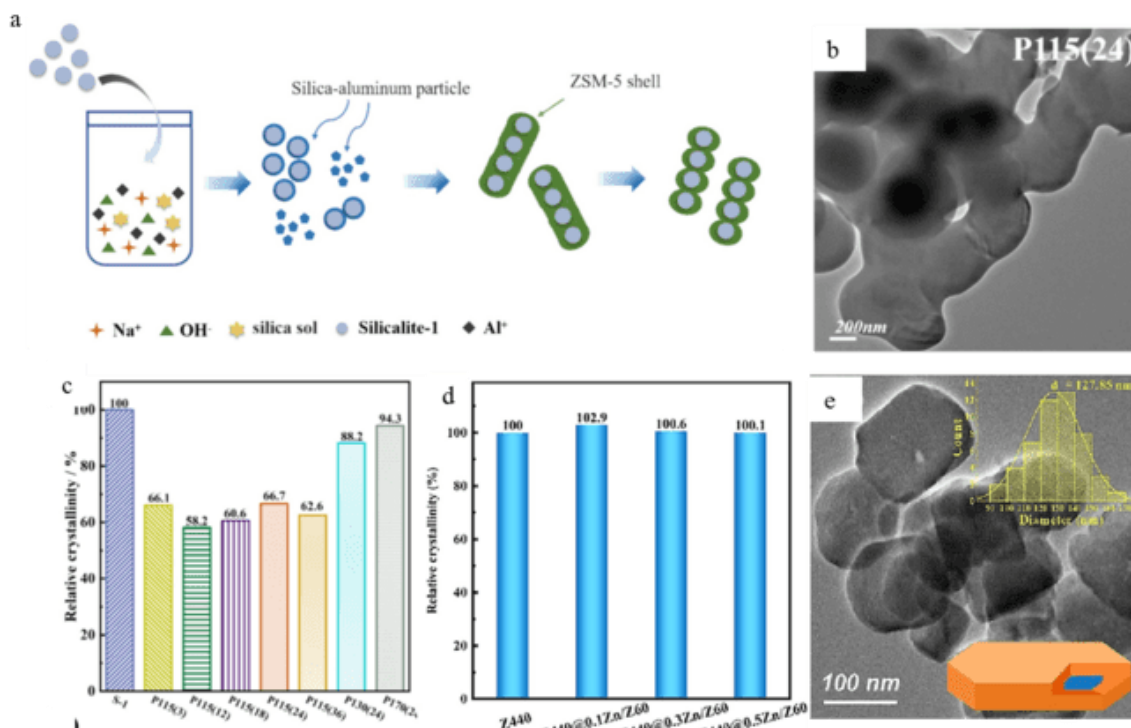 a
Silica-aluminum particle
ZSM-5 shell
Na⁺ OH⁻ silica sol Silicalite-1 Al⁺
b
P115(24)
200nm
c
Relative crystallinity / %
100
80
60
40
20
0
100
66.1
58.2
60.6
66.7
62.6
88.2
94.3
S-1
P115(3)
P115(12)
P115(18)
P115(24)
P115(36)
P130(24)
d
Relative crystallinity (%)
100
80
60
40
20
0
100
102.9
100.6
100.1
Z440
e
d = 127.85 nm
Count
Diameter (nm)
100 nm